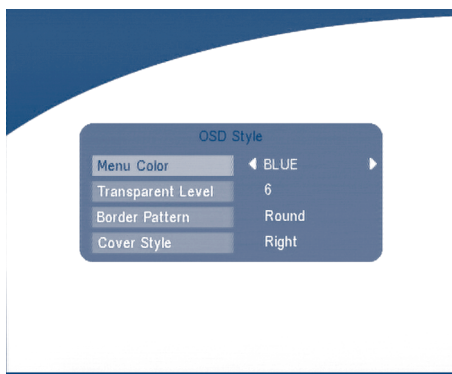 OSD Style
Menu Color BLUE
Transparent Level 6
Border Pattern Round
Cover Style Right